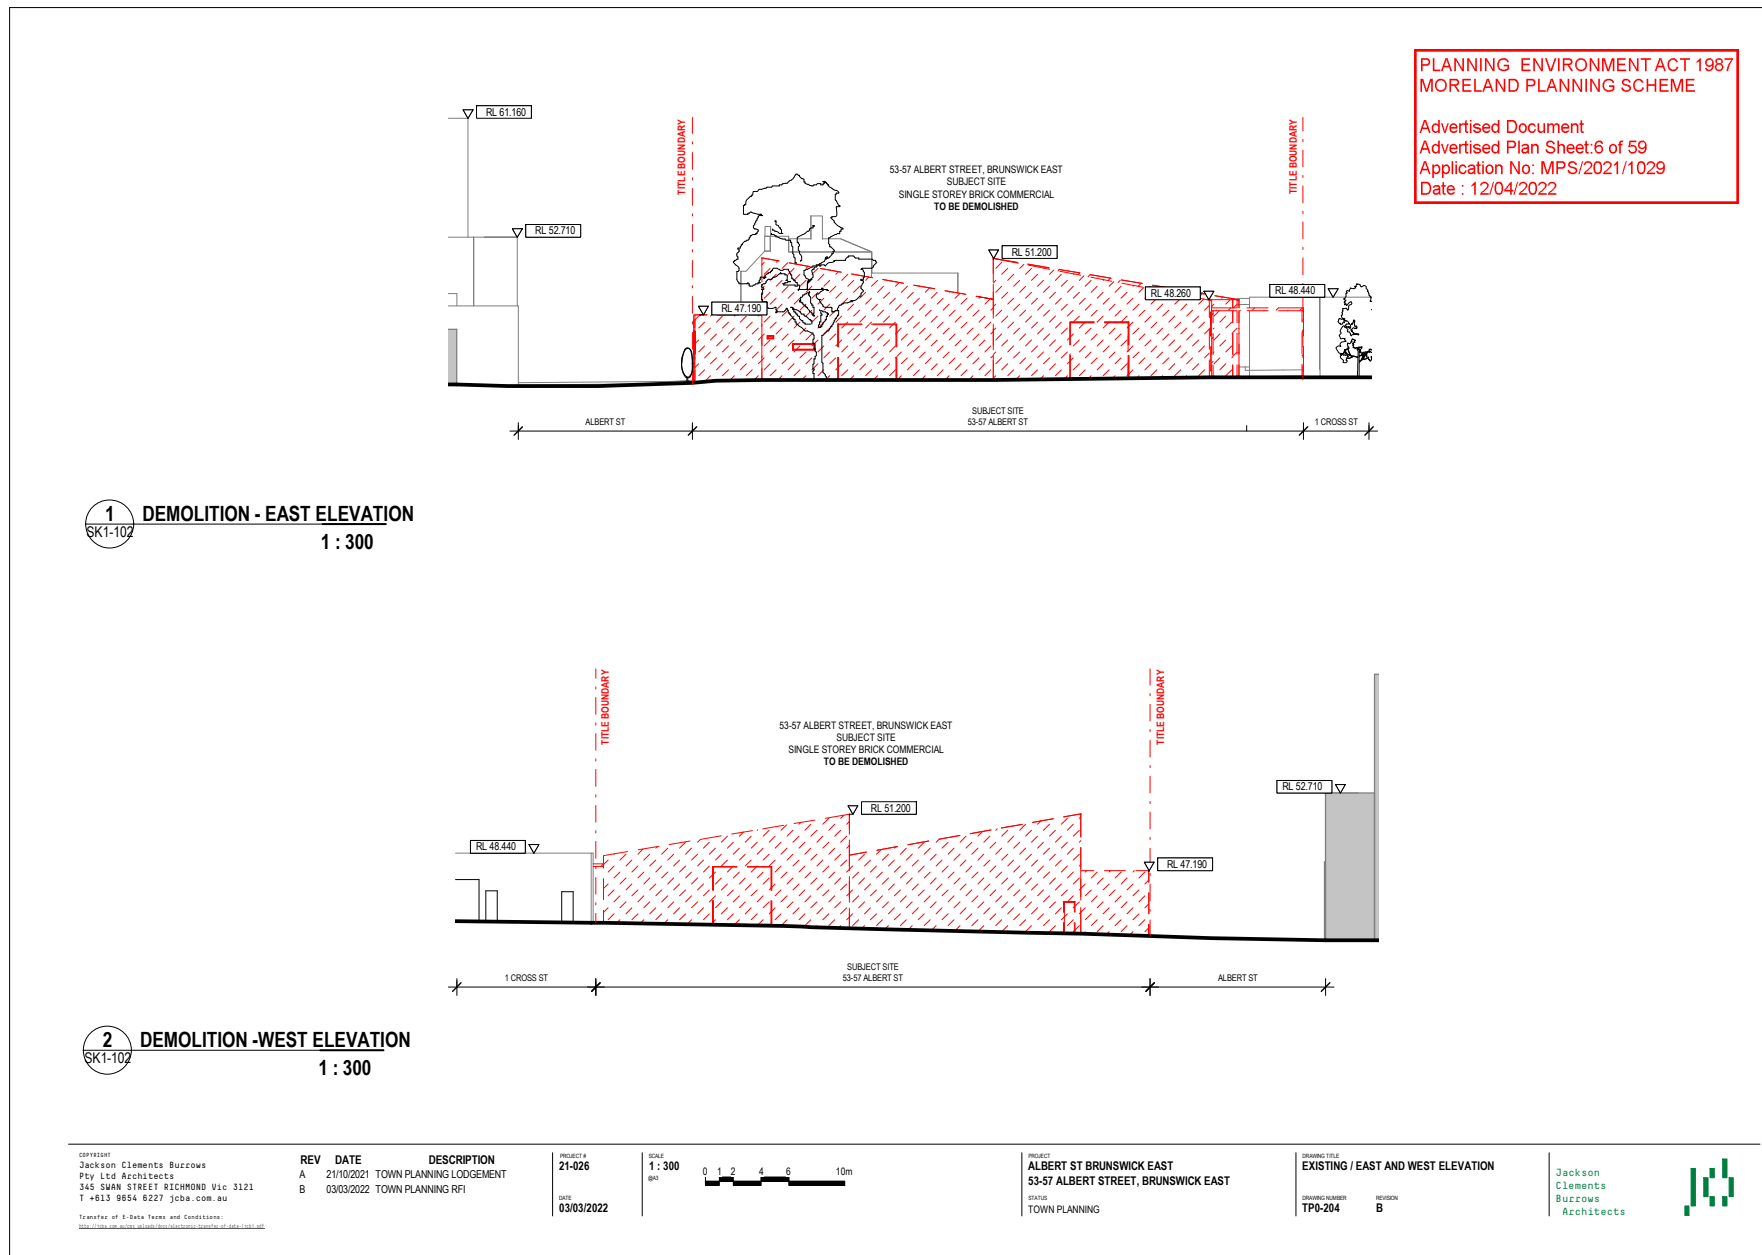 PLANNING ENVIRONMENT ACT 1987
MORELAND PLANNING SCHEME
Advertised Document
Advertised Plan Sheet:6 of 59
Application No: MPS/2021/1029
Date : 12/04/2022
RL 61.160
RL 52.710
TITLE BOUNDARY
53-57 ALBERT STREET, BRUNSWICK EAST
SUBJECT SITE
SINGLE STOREY BRICK COMMERCIAL
TO BE DEMOLISHED
TITLE BOUNDARY
RL 51.200
RL 47.190
RL 48.260
RL 48.440
ALBERT ST
SUBJECT SITE
53-57 ALBERT ST
1 CROSS ST
1
SK1-102
DEMOLITION - EAST ELEVATION
1 : 300
TITLE BOUNDARY
53-57 ALBERT STREET, BRUNSWICK EAST
SUBJECT SITE
SINGLE STOREY BRICK COMMERCIAL
TO BE DEMOLISHED
TITLE BOUNDARY
RL 52.710
RL 51.200
RL 48.440
RL 47.190
1 CROSS ST
SUBJECT SITE
53-57 ALBERT ST
ALBERT ST
2
SK1-102
DEMOLITION -WEST ELEVATION
1 : 300
COPYRIGHT
Jackson Clements Burrows
Pty Ltd Architects
345 SWAN STREET RICHMOND Vic 3121
T +613 9654 6227 jcba.com.au
Transfer of E-Data Terms and Conditions:
REV DATE DESCRIPTION
A 21/10/2021 TOWN PLANNING LODGEMENT
B 03/03/2022 TOWN PLANNING RFI
PROJECT #
21-026
DATE
03/03/2022
SCALE
1 : 300
@A3
0 1 2 4 6 10m
PROJECT
ALBERT ST BRUNSWICK EAST
53-57 ALBERT STREET, BRUNSWICK EAST
STATUS
TOWN PLANNING
DRAWING TITLE
EXISTING / EAST AND WEST ELEVATION
DRAWING NUMBER REVISION
TP0-204 B
Jackson
Clements
Burrows
Architects